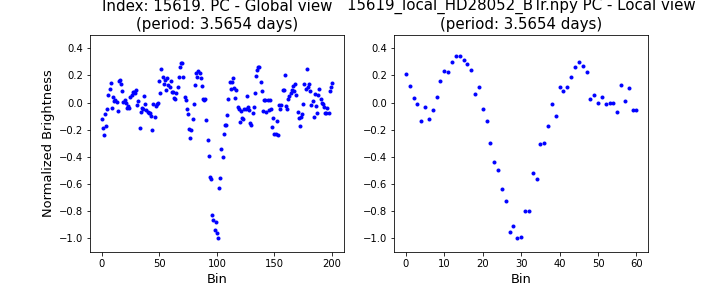 Index: 15619. PC - Global view
(period: 3.5654 days)
15619_local_HD28052_BTr.npy PC - Local view
(period: 3.5654 days)
Normalized Brightness
0.4
0.2
0.0
−0.2
−0.4
−0.6
−0.8
−1.0
0 50 100 150 200
Bin
0.4
0.2
0.0
−0.2
−0.4
−0.6
−0.8
−1.0
0 10 20 30 40 50 60
Bin